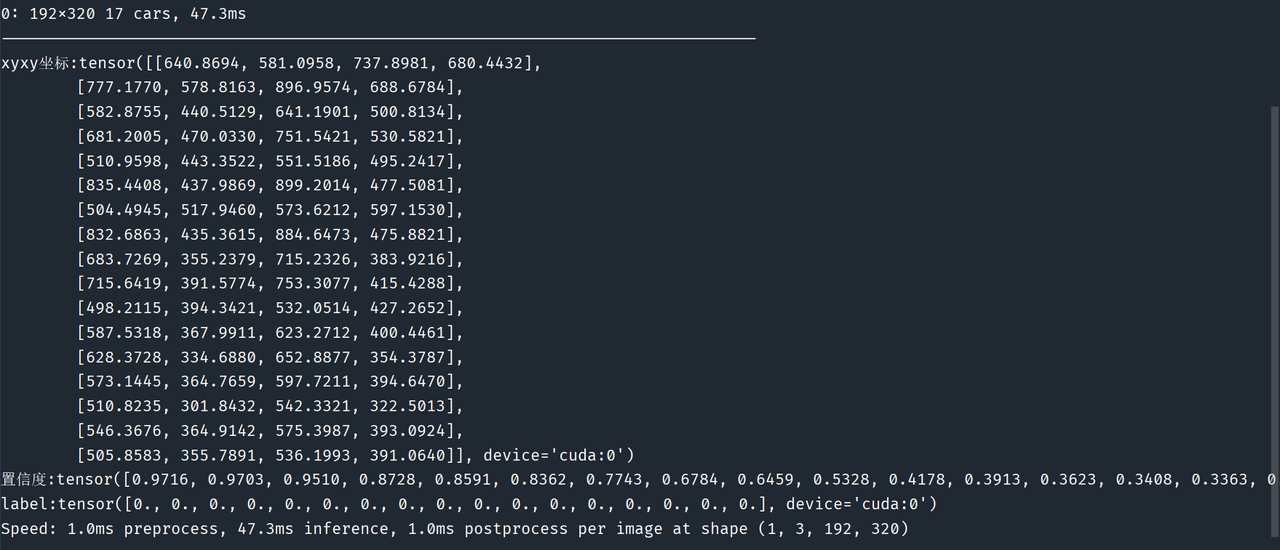 0: 192×320 17 cars, 47.3ms
xyxy坐标:tensor([[640.8694, 581.0958, 737.8981, 680.4432],
[777.1770, 578.8163, 896.9574, 688.6784],
[582.8755, 440.5129, 641.1901, 500.8134],
[681.2005, 470.0330, 751.5421, 530.5821],
[510.9598, 443.3522, 551.5186, 495.2417],
[835.4408, 437.9869, 899.2014, 477.5081],
[504.4945, 517.9460, 573.6212, 597.1530],
[832.6863, 435.3615, 884.6473, 475.8821],
[683.7269, 355.2379, 715.2326, 383.9216],
[715.6419, 391.5774, 753.3077, 415.4288],
[498.2115, 394.3421, 532.0514, 427.2652],
[587.5318, 367.9911, 623.2712, 400.4461],
[628.3728, 334.6880, 652.8877, 354.3787],
[573.1445, 364.7659, 597.7211, 394.6470],
[510.8235, 301.8432, 542.3321, 322.5013],
[546.3676, 364.9142, 575.3987, 393.0924],
[505.8583, 355.7891, 536.1993, 391.0640]], device='cuda:0')
置信度:tensor([0.9716, 0.9703, 0.9510, 0.8728, 0.8591, 0.8362, 0.7743, 0.6784, 0.6459, 0.5328, 0.4178, 0.3913, 0.3623, 0.3408, 0.3363, 0
label:tensor([0., 0., 0., 0., 0., 0., 0., 0., 0., 0., 0., 0., 0., 0., 0., 0., 0.], device='cuda:0')
Speed: 1.0ms preprocess, 47.3ms inference, 1.0ms postprocess per image at shape (1, 3, 192, 320)